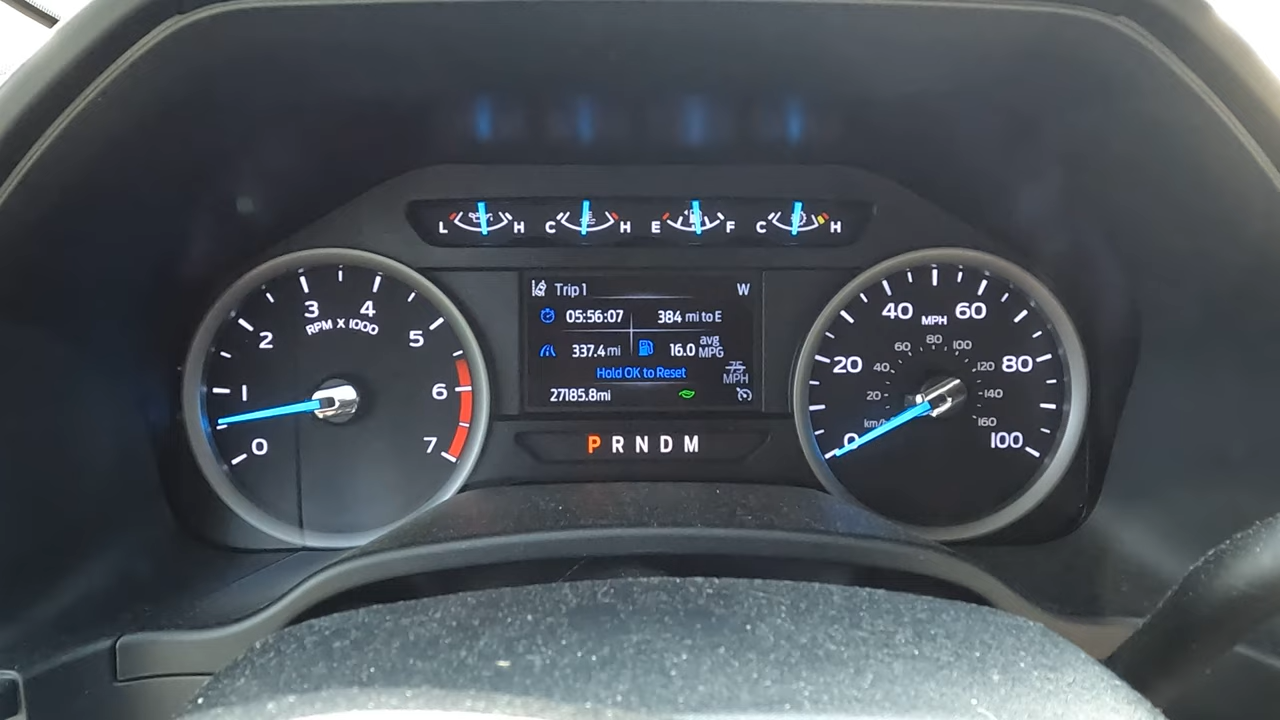 L H C H E F C H
Trip 1 W
05:56:07 384 mi to E
337.4 mi 16.0 avg MPG
Hold OK to Reset
75 MPH
27185.8mi
P R N D M
0 1 2 3 4 5 6 7
RPM X 1000
0 20 40 60 80 100
MPH
20 40 60 80 100 120 140 160
km/h